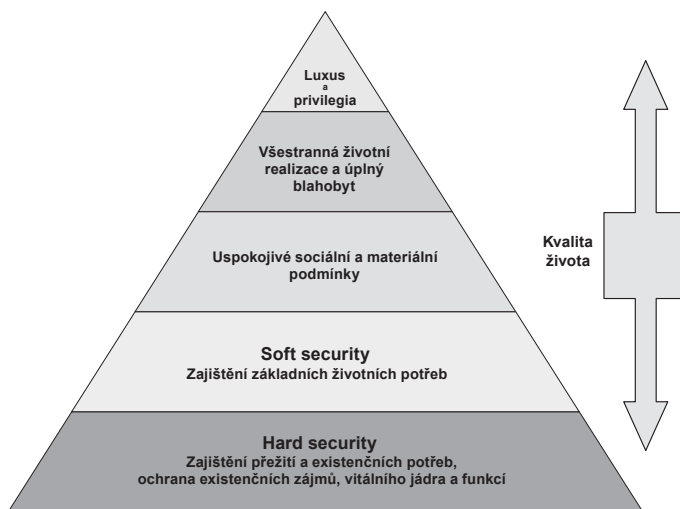 Luxus
a
privilegia
Všestranná životní
realizace a úplný
blahobyt
Uspokojivé sociální a materiální
podmínky
Kvalita
života
Soft security
Zajištění základních životních potřeb
Hard security
Zajištění přežití a existenčních potřeb,
ochrana existenčních zájmů, vitálního jádra a funkcí